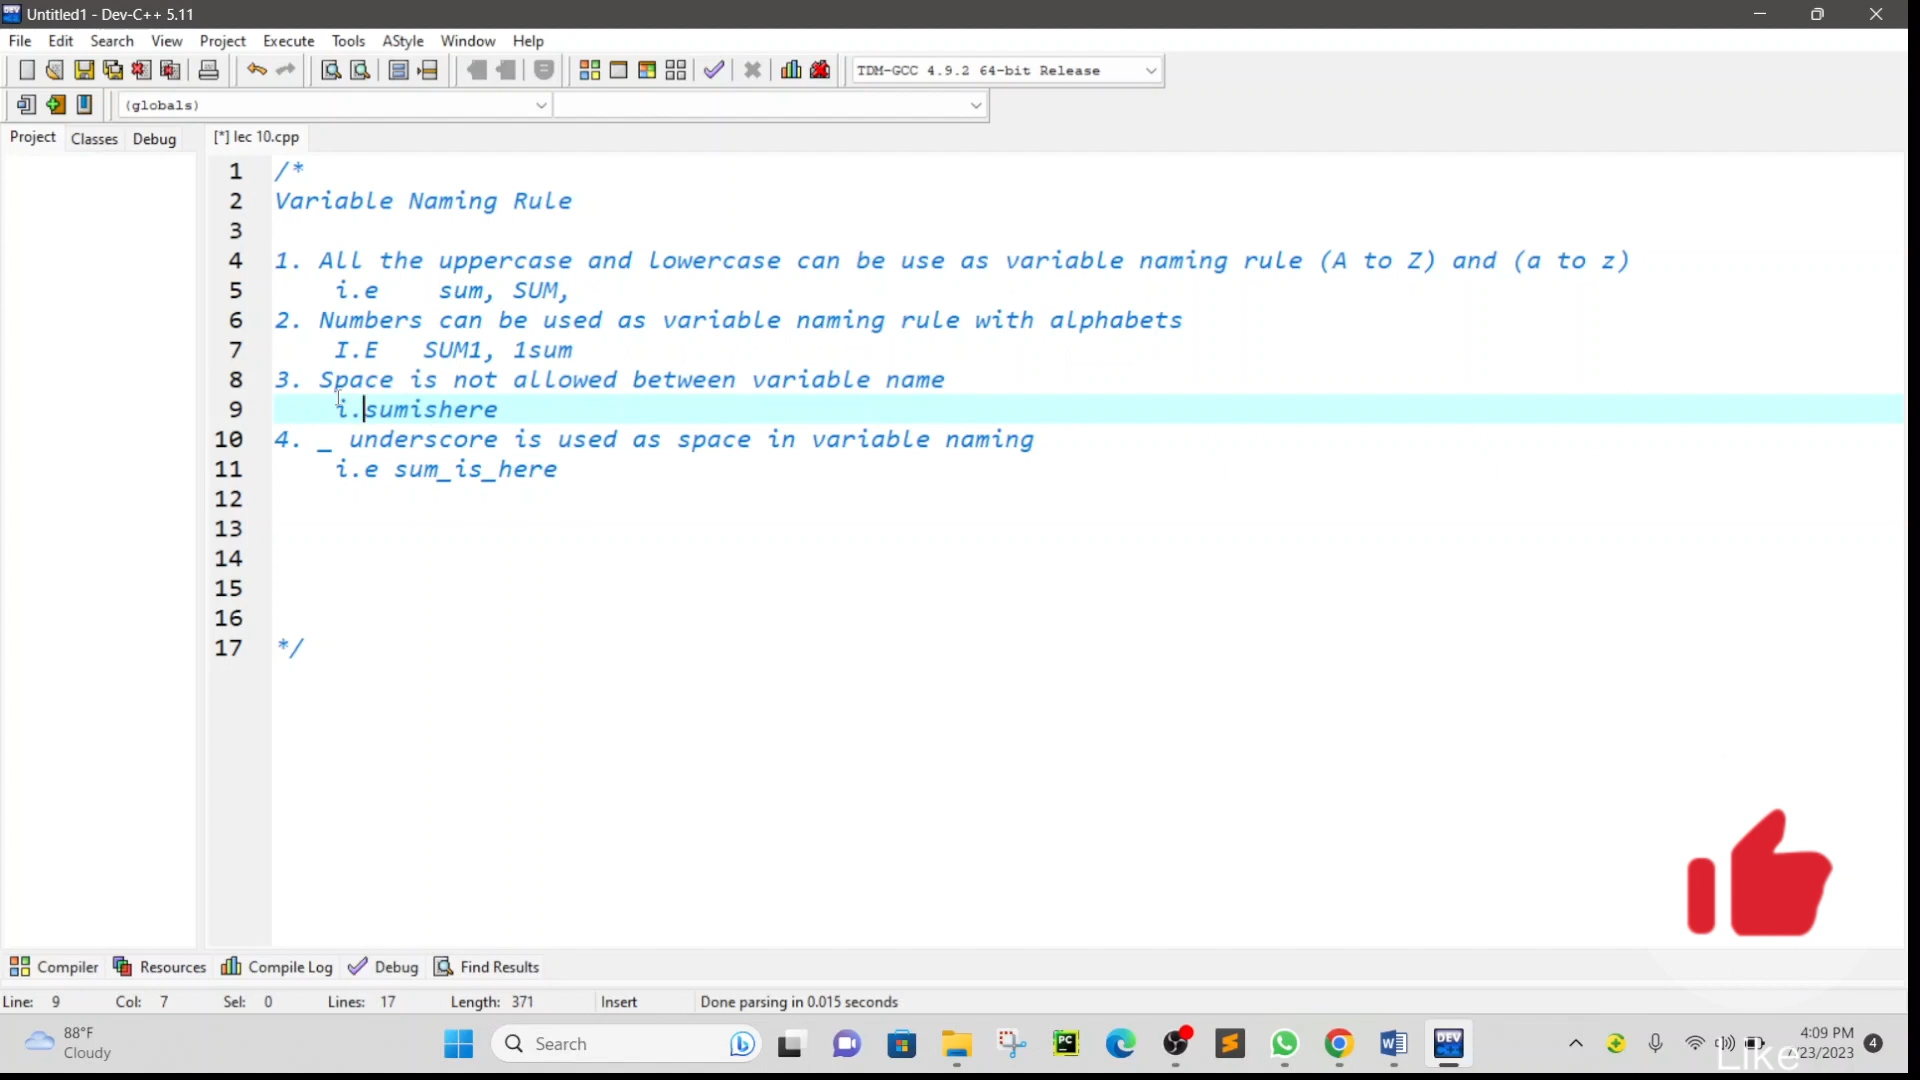 Untitled1 - Dev-C++ 5.11
File Edit Search View Project Execute Tools AStyle Window Help
TDM-GCC 4.9.2 64-bit Release
(globals)
Project Classes Debug [*] lec 10.cpp
1 /*
2 Variable Naming Rule
3
4 1. All the uppercase and lowercase can be use as variable naming rule (A to Z) and (a to z)
5 i.e sum, SUM,
6 2. Numbers can be used as variable naming rule with alphabets
7 I.E SUM1, 1sum
8 3. Space is not allowed between variable name
9 i.sumishere
10 4. _ underscore is used as space in variable naming
11 i.e sum_is_here
12
13
14
15
16
17 */
Compiler Resources Compile Log Debug Find Results
Line: 9 Col: 7 Sel: 0 Lines: 17 Length: 371 Insert Done parsing in 0.015 seconds
88°F
Cloudy
Search
PC
DEV
4:09 PM
/23/2023
4
Like